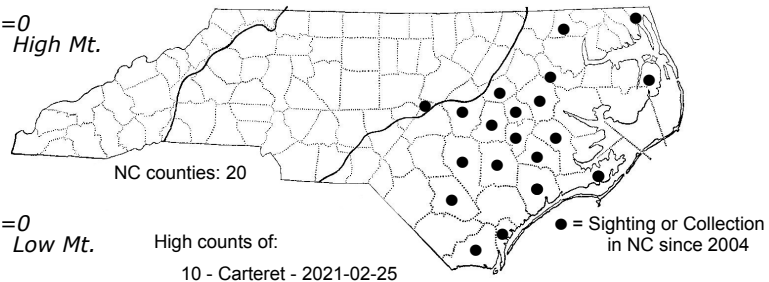 =0
High Mt.
NC counties: 20
=0
Low Mt.
High counts of:
10 - Carteret - 2021-02-25
= Sighting or Collection
in NC since 2004